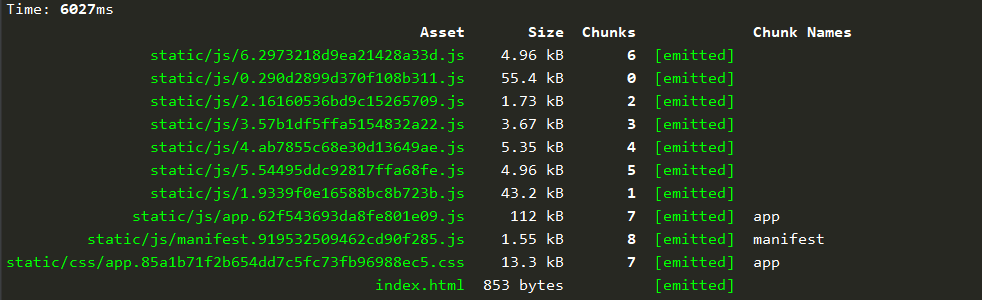 Time: 6027ms
Asset Size Chunks Chunk Names
static/js/6.2973218d9ea21428a33d.js 4.96 kB 6 [emitted]
static/js/0.290d2899d370f108b311.js 55.4 kB 0 [emitted]
static/js/2.16160536bd9c15265709.js 1.73 kB 2 [emitted]
static/js/3.57b1df5ffa5154832a22.js 3.67 kB 3 [emitted]
static/js/4.ab7855c68e30d13649ae.js 5.35 kB 4 [emitted]
static/js/5.54495ddc92817ffa68fe.js 4.96 kB 5 [emitted]
static/js/1.9339f0e16588bc8b723b.js 43.2 kB 1 [emitted]
static/js/app.62f543693da8fe801e09.js 112 kB 7 [emitted] app
static/js/manifest.919532509462cd90f285.js 1.55 kB 8 [emitted] manifest
static/css/app.85a1b71f2b654dd7c5fc73fb96988ec5.css 13.3 kB 7 [emitted] app
index.html 853 bytes [emitted]